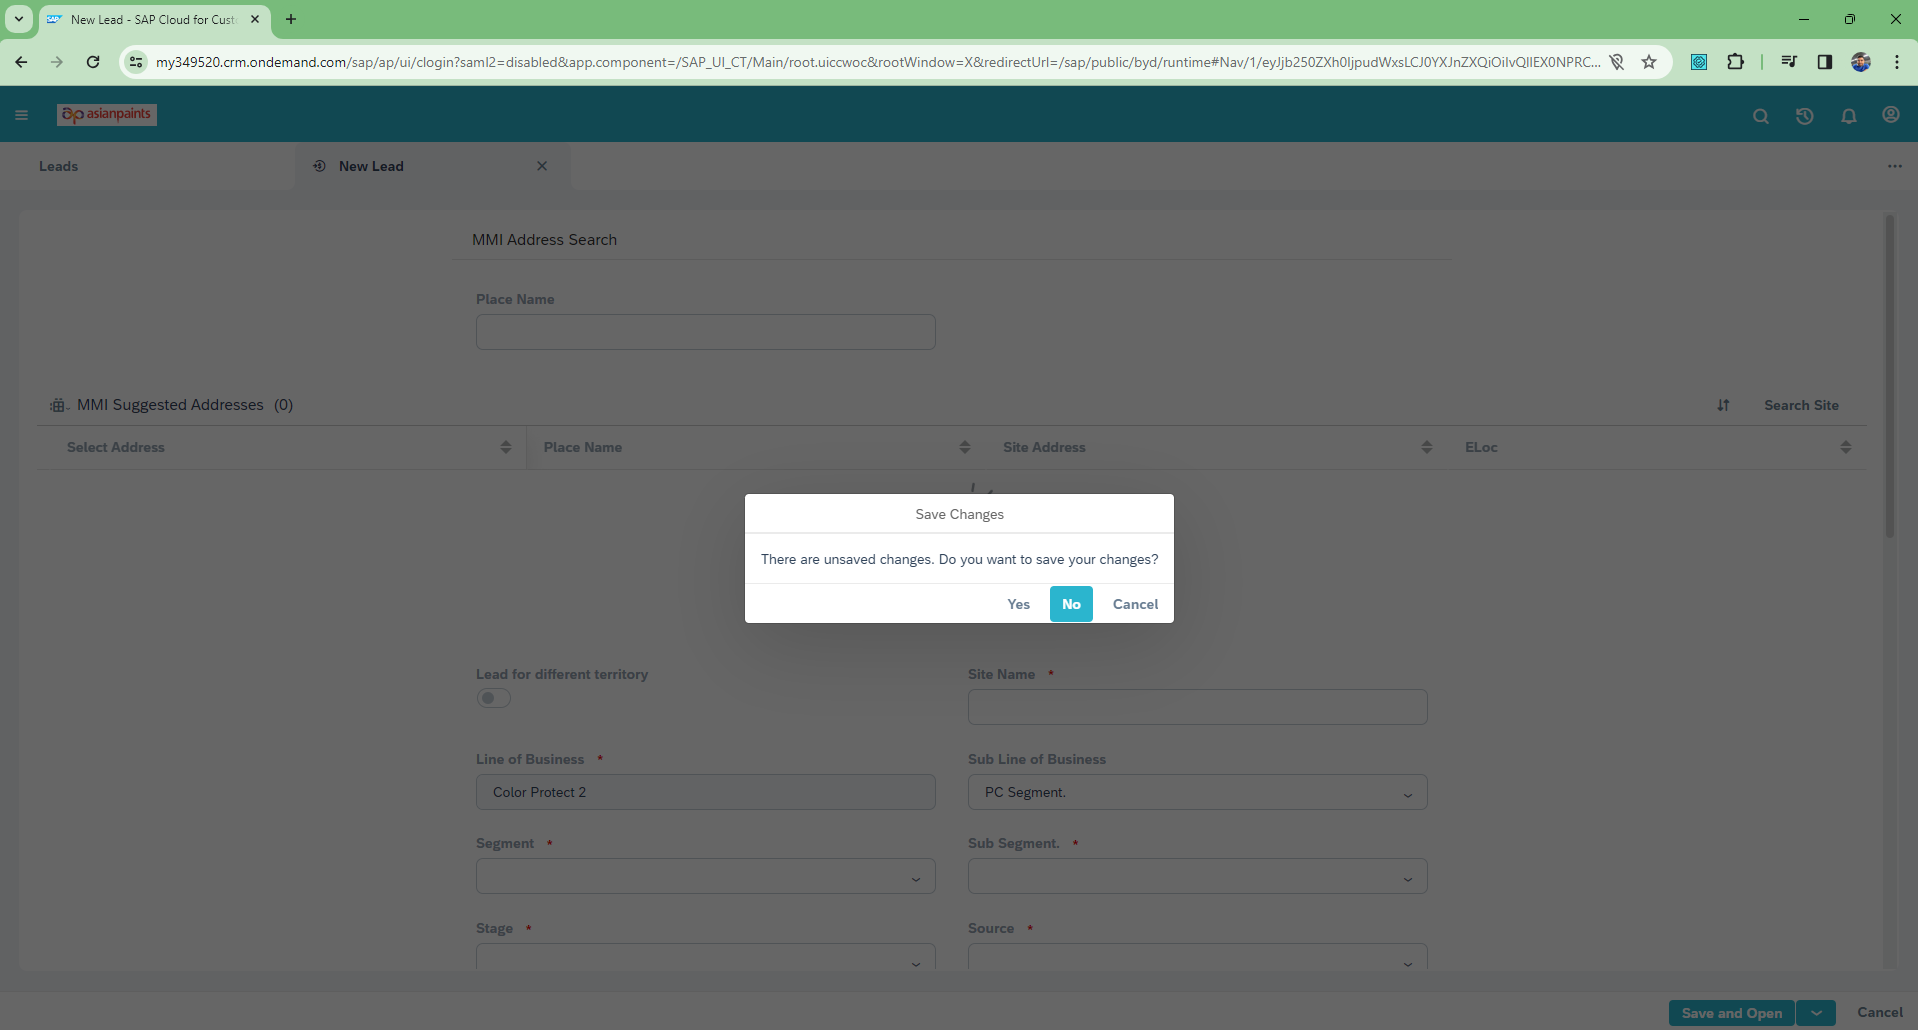 New Lead - SAP Cloud for Cust
my349520.crm.ondemand.com/sap/ap/ui/clogin?saml2=disabled&app.component=/SAP_UI_CT/Main/root.uiccwoc&rootWindow=X&redirectUrl=/sap/public/byd/runtime#Nav/1/eyJjb250ZXh0IjpudWxsLCJ0YXJnZXQiOiIvQllEX0NPRC...
asianpaints
Leads
New Lead
MMI Address Search
Place Name
MMI Suggested Addresses (0)
Search Site
Select Address
Place Name
Site Address
ELoc
Save Changes
There are unsaved changes. Do you want to save your changes?
Yes
No
Cancel
Lead for different territory
Site Name *
Line of Business *
Sub Line of Business
Color Protect 2
PC Segment.
Segment *
Sub Segment. *
Stage *
Source *
Save and Open
Cancel